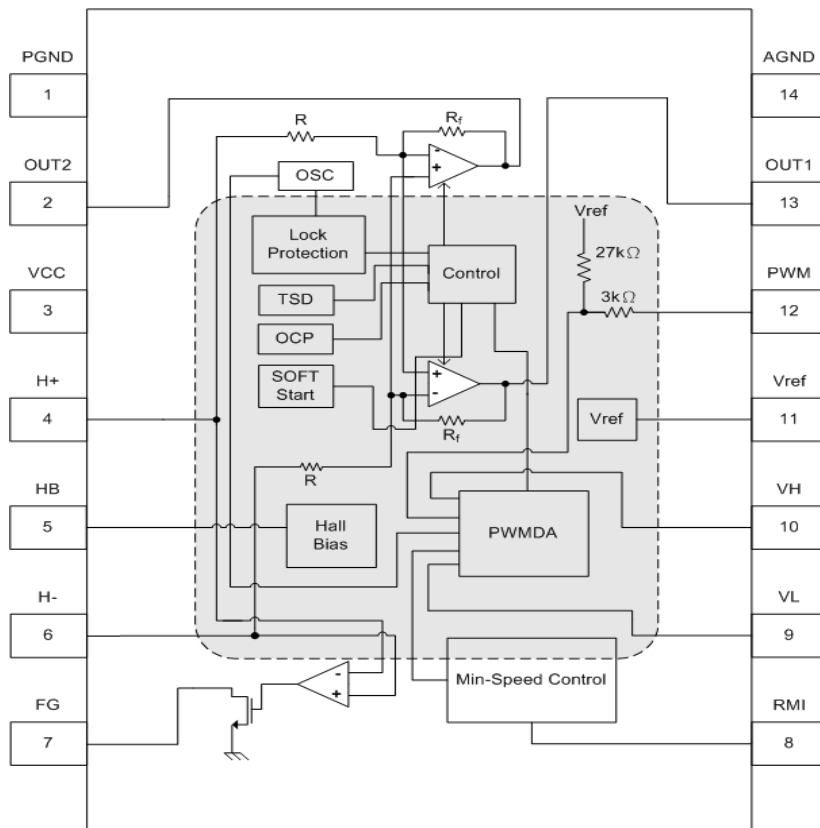 PGND
1
OUT2
2
VCC
3
H+
4
HB
5
H-
6
FG
7
AGND
14
OUT1
13
PWM
12
Vref
11
VH
10
VL
9
RMI
8
R
Rf
-
+
OSC
Lock
Protection
Control
TSD
OCP
SOFT
Start
+
-
Rf
R
Vref
27kΩ
3kΩ
Vref
Hall
Bias
PWMDA
Min-Speed Control
-
+